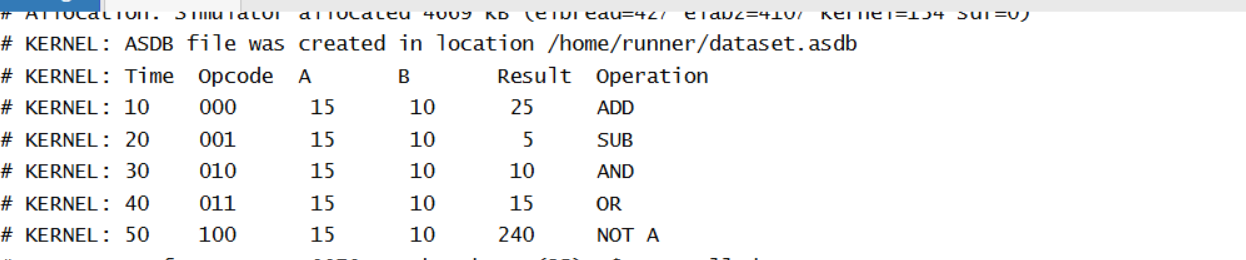 # Allocation: Simulator allocated 4669 kB (elbread=427 elab2=4107 kernel=134 sdf=0)
# KERNEL: ASDB file was created in location /home/runner/dataset.asdb
# KERNEL: Time Opcode A B Result Operation
# KERNEL: 10 000 15 10 25 ADD
# KERNEL: 20 001 15 10 5 SUB
# KERNEL: 30 010 15 10 10 AND
# KERNEL: 40 011 15 10 15 OR
# KERNEL: 50 100 15 10 240 NOT A